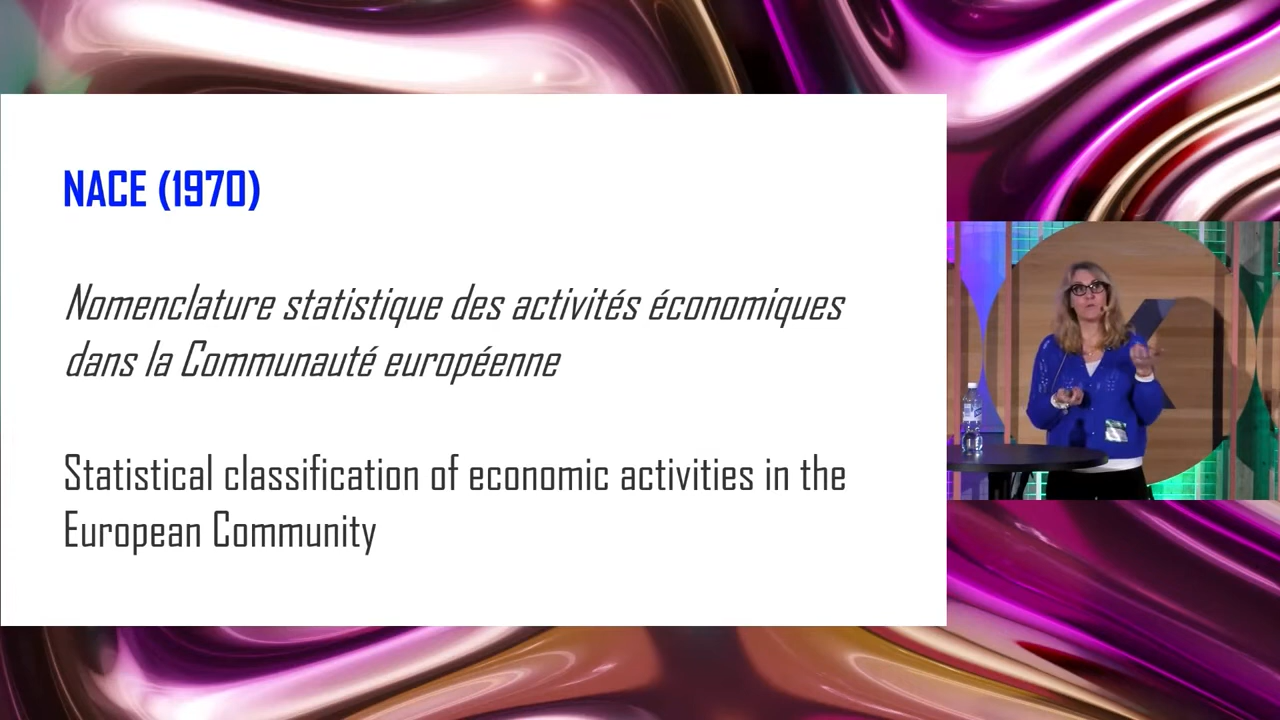 NACE (1970)
Nomenclature statistique des activités économiques
dans la Communauté européenne
Statistical classification of economic activities in the
European Community